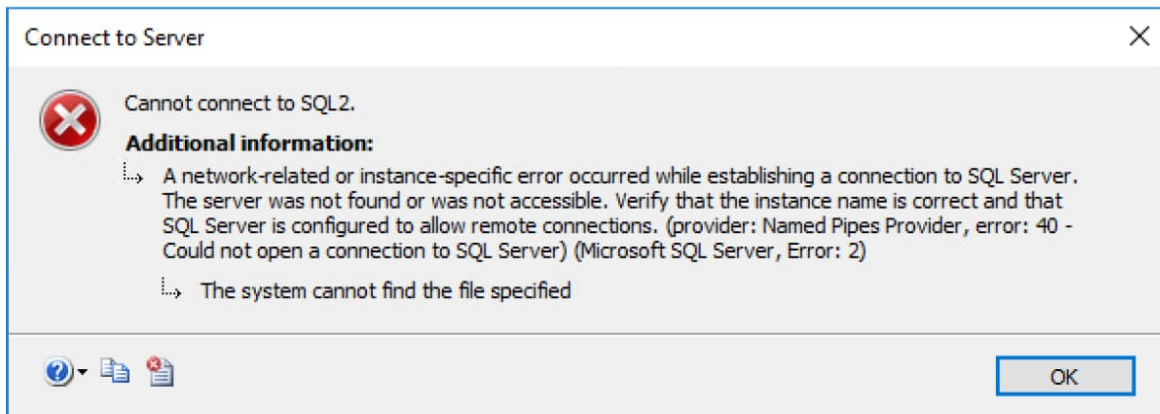 Connect to Server
Cannot connect to SQL2.
Additional information:
A network-related or instance-specific error occurred while establishing a connection to SQL Server.
The server was not found or was not accessible. Verify that the instance name is correct and that
SQL Server is configured to allow remote connections. (provider: Named Pipes Provider, error: 40 -
Could not open a connection to SQL Server) (Microsoft SQL Server, Error: 2)
The system cannot find the file specified
OK